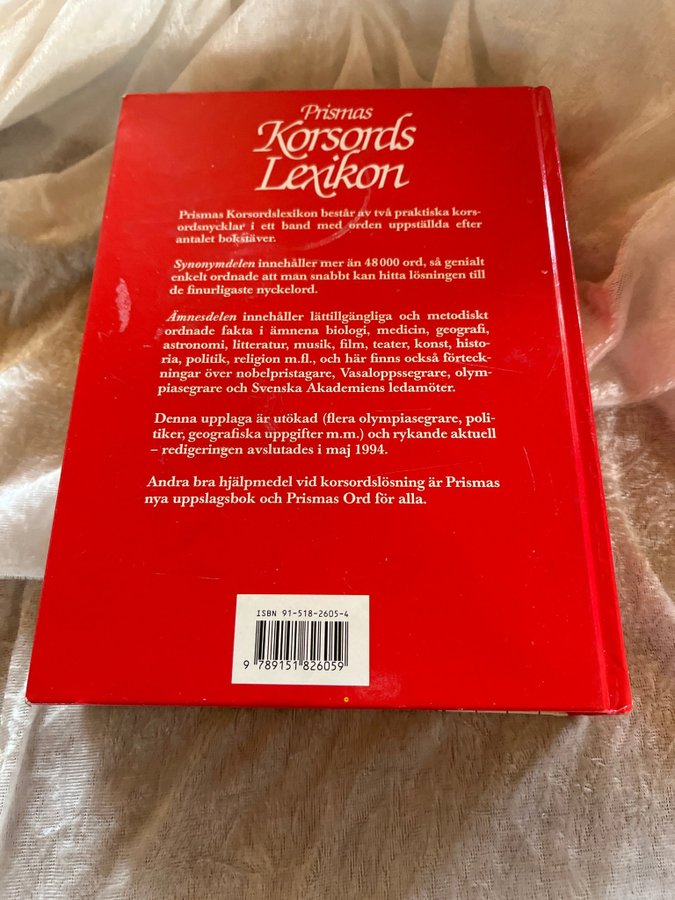 Prismas
Korsords
Lexikon
Prismas Korsordslexikon består av två praktiska kors-
ordsnycklar i ett band med orden uppställda efter
antalet bokstäver.
Synonymdelen innehåller mer än 48 000 ord, så genialt
enkelt ordnade att man snabbt kan hitta lösningen till
de finurligaste nyckelord.
Ämnesdelen innehåller lättillgängliga och metodiskt
ordnade fakta i ämnena biologi, medicin, geografi,
astronomi, litteratur, musik, film, teater, konst, histo-
ria, politik, religion m.fl., och här finns också förteck-
ningar över nobelpristagare, Vasaloppssegrare, olym-
piasegrare och Svenska Akademiens ledamöter.
Denna upplaga är utökad (flera olympiasegrare, poli-
tiker, geografiska uppgifter m.m.) och rykande aktuell
– redigeringen avslutades i maj 1994.
Andra bra hjälpmedel vid korsordslösning är Prismas
nya uppslagsbok och Prismas Ord för alla.
ISBN 91-518-2605-4
9 789151 826059